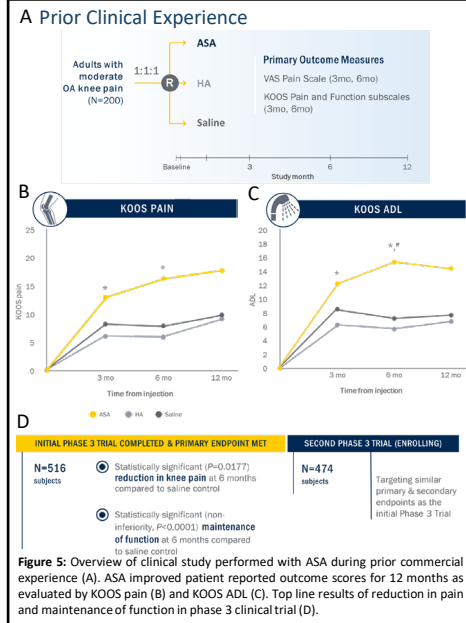 A Prior Clinical Experience
Adults with
moderate
OA knee pain
(N=200)
1:1:1
R
ASA
HA
Saline
Primary Outcome Measures
VAS Pain Scale (3mo, 6mo)
KOOS Pain and Function subscales
(3mo, 6mo)
Baseline
3
6
12
Study month
B
KOOS PAIN
25
20
15
10
5
0
KOOS pain
*
*
3 mo
6 mo
12 mo
Time from injection
ASA
HA
Saline
C
KOOS ADL
20
18
16
14
12
10
8
6
4
2
0
ADL
*
*,#
3 mo
6 mo
12 mo
Time from injection
D
INITIAL PHASE 3 TRIAL COMPLETED & PRIMARY ENDPOINT MET
N=516
subjects
Statistically significant (P=0.0177)
reduction in knee pain at 6 months
compared to saline control
Statistically significant (non-
inferiority, P<0.0001) maintenance
of function at 6 months compared
to saline control
SECOND PHASE 3 TRIAL (ENROLLING)
N=474
subjects
Targeting similar
primary & secondary
endpoints as the
initial Phase 3 Trial
Figure 5: Overview of clinical study performed with ASA during prior commercial
experience (A). ASA improved patient reported outcome scores for 12 months as
evaluated by KOOS pain (B) and KOOS ADL (C). Top line results of reduction in pain
and maintenance of function in phase 3 clinical trial (D).